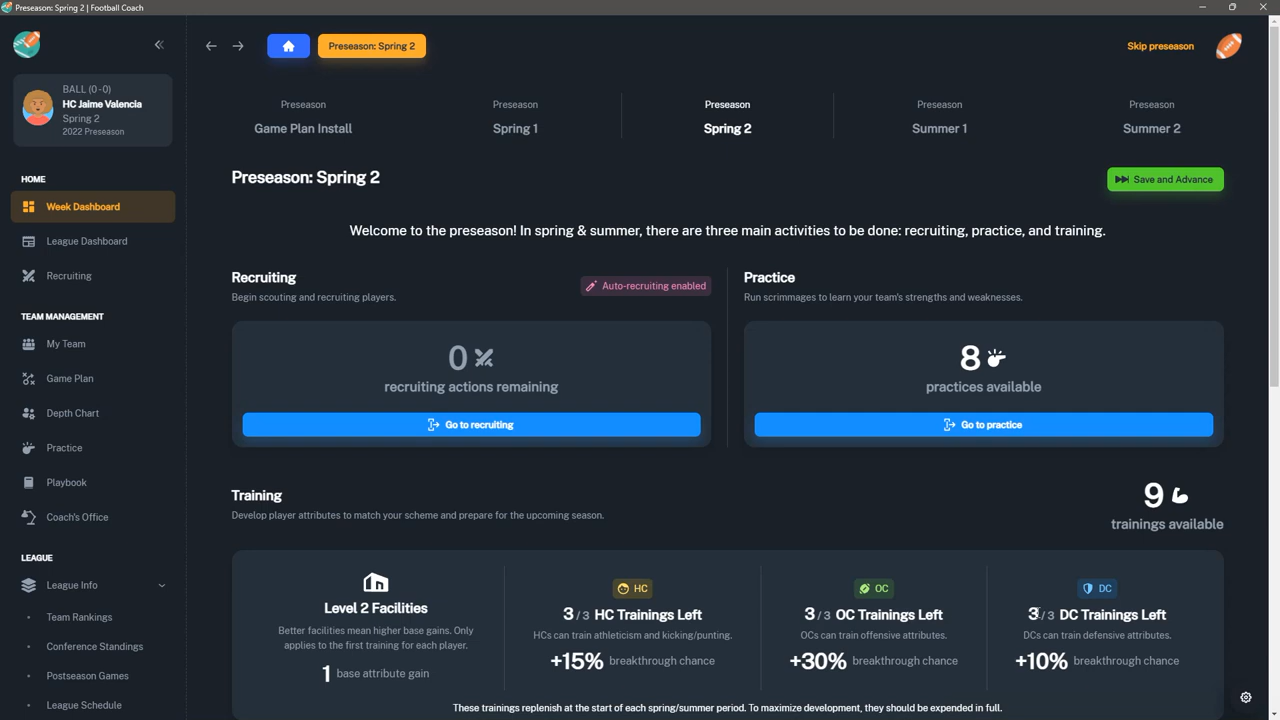 Preseason: Spring 2 | Football Coach
BALL (0 - 0)
HC Jaime Valencia
Spring 2
2022 Preseason
HOME
Week Dashboard
League Dashboard
Recruiting
TEAM MANAGEMENT
My Team
Game Plan
Depth Chart
Practice
Playbook
Coach's Office
LEAGUE
League Info
Team Rankings
Conference Standings
Postseason Games
League Schedule
Preseason: Spring 2
Skip preseason
Preseason
Game Plan Install
Preseason
Spring 1
Preseason
Spring 2
Preseason
Summer 1
Preseason
Summer 2
Preseason: Spring 2
Save and Advance
Welcome to the preseason! In spring & summer, there are three main activities to be done: recruiting, practice, and training.
Recruiting
Begin scouting and recruiting players.
Auto-recruiting enabled
0
recruiting actions remaining
Go to recruiting
Practice
Run scrimmages to learn your team's strengths and weaknesses.
8
practices available
Go to practice
Training
Develop player attributes to match your scheme and prepare for the upcoming season.
9
trainings available
Level 2 Facilities
Better facilities mean higher base gains. Only
applies to the first training for each player.
1 base attribute gain
HC
3 / 3 HC Trainings Left
HCs can train athleticism and kicking/punting.
+15% breakthrough chance
OC
3 / 3 OC Trainings Left
OCs can train offensive attributes.
+30% breakthrough chance
DC
3 / 3 DC Trainings Left
DCs can train defensive attributes.
+10% breakthrough chance
These trainings replenish at the start of each spring/summer period. To maximize development, they should be expended in full.